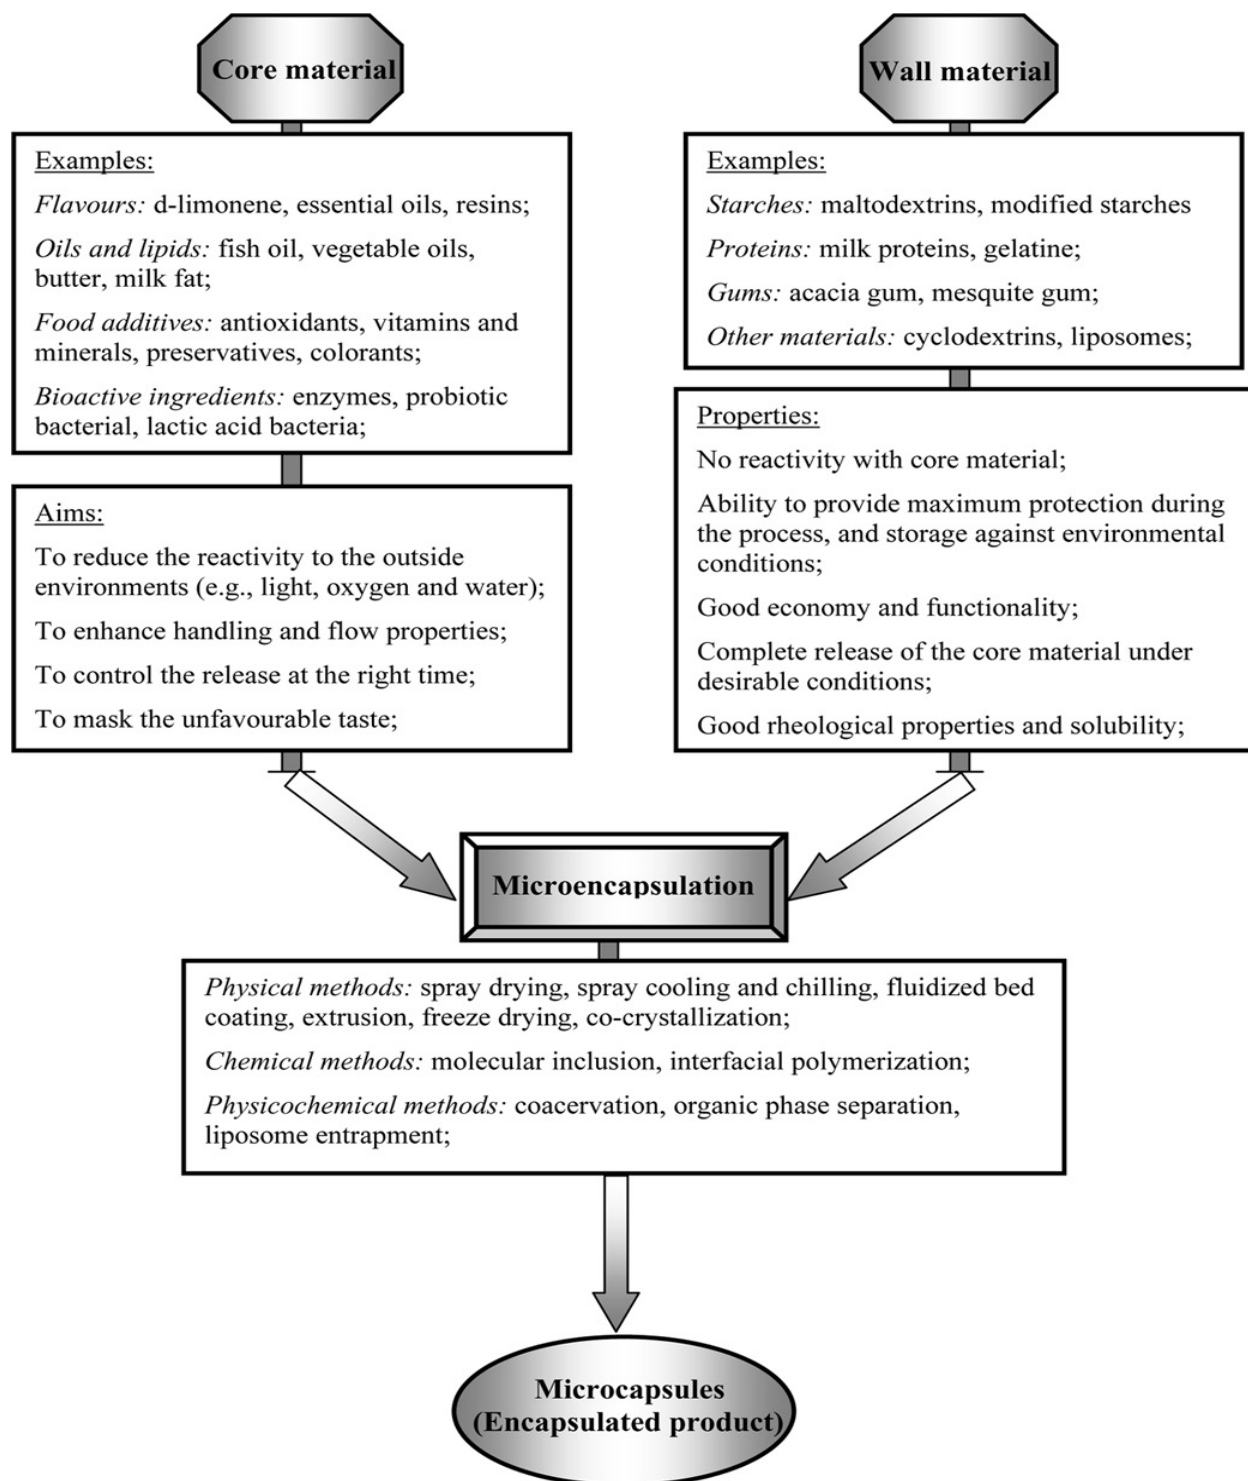 Core material
Examples:
Flavours: d-limonene, essential oils, resins;
Oils and lipids: fish oil, vegetable oils,
butter, milk fat;
Food additives: antioxidants, vitamins and
minerals, preservatives, colorants;
Bioactive ingredients: enzymes, probiotic
bacterial, lactic acid bacteria;
Aims:
To reduce the reactivity to the outside
environments (e.g., light, oxygen and water);
To enhance handling and flow properties;
To control the release at the right time;
To mask the unfavourable taste;
Wall material
Examples:
Starches: maltodextrins, modified starches
Proteins: milk proteins, gelatine;
Gums: acacia gum, mesquite gum;
Other materials: cyclodextrins, liposomes;
Properties:
No reactivity with core material;
Ability to provide maximum protection during
the process, and storage against environmental
conditions;
Good economy and functionality;
Complete release of the core material under
desirable conditions;
Good rheological properties and solubility;
Microencapsulation
Physical methods: spray drying, spray cooling and chilling, fluidized bed
coating, extrusion, freeze drying, co-crystallization;
Chemical methods: molecular inclusion, interfacial polymerization;
Physicochemical methods: coacervation, organic phase separation,
liposome entrapment;
Microcapsules
(Encapsulated product)